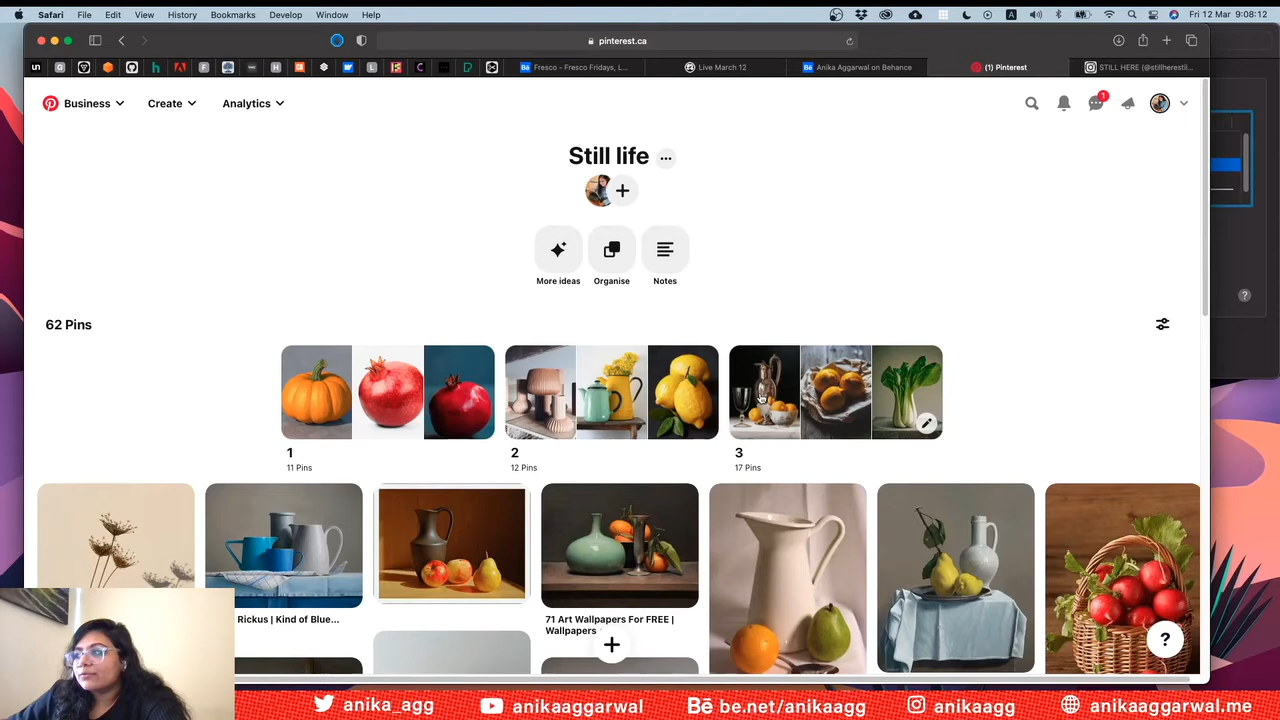 Safari File Edit View History Bookmarks Develop Window Help
Fri 12 Mar 9:08:12
pinterest.ca
Fresco - Fresco Fridays, L...
Live March 12
Anika Aggarwal on Behance
(1) Pinterest
STILL HERE (@stillherestil...
Business Create Analytics
1
Still life
More ideas Organise Notes
62 Pins
1
11 Pins
2
12 Pins
3
17 Pins
Rickus | Kind of Blue...
71 Art Wallpapers For FREE |
Wallpapers
?
?
anika_agg
anikaaggarwal
be.net/anikaagg
anikaagg
anikaaggarwal.me